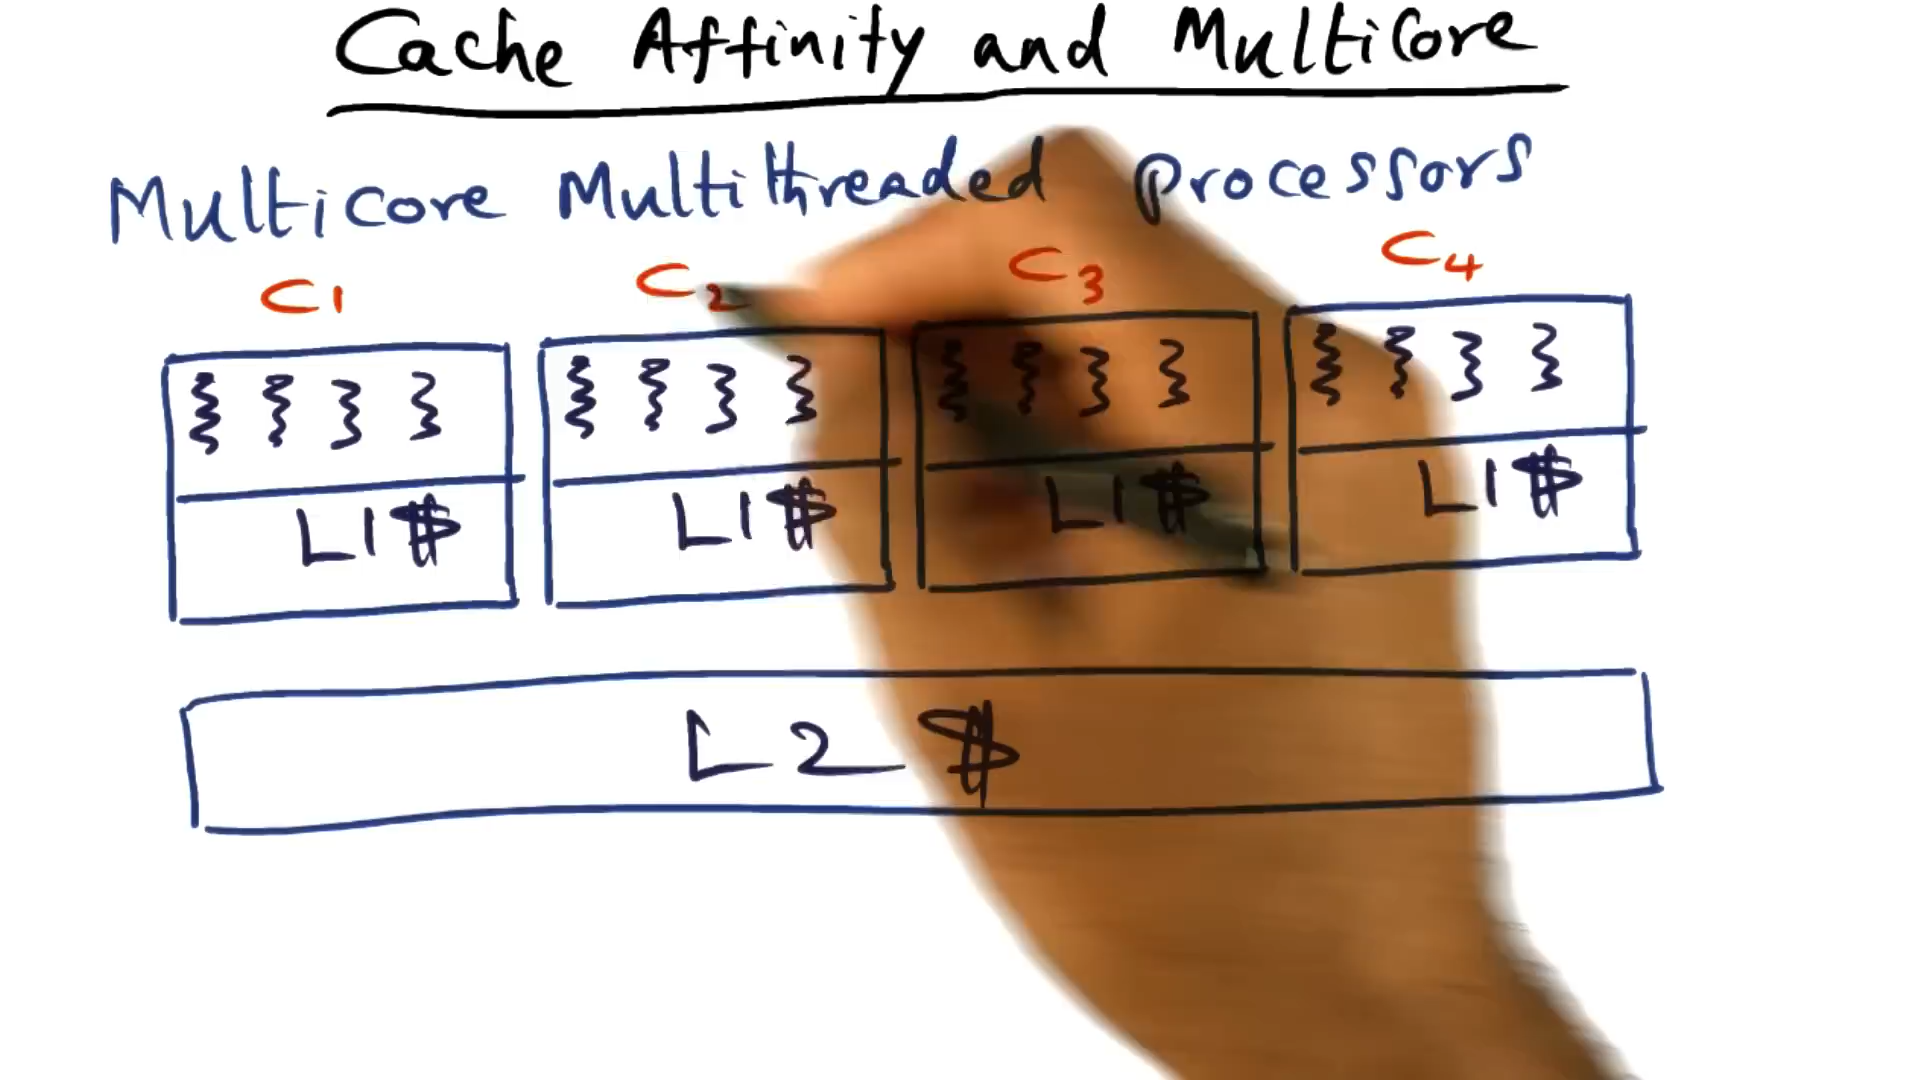 Cache Affinity and Multicore
Multicore Multithreaded processors
C1 C2 C3 C4
L1$ L1$ L1$ L1$
L2 $